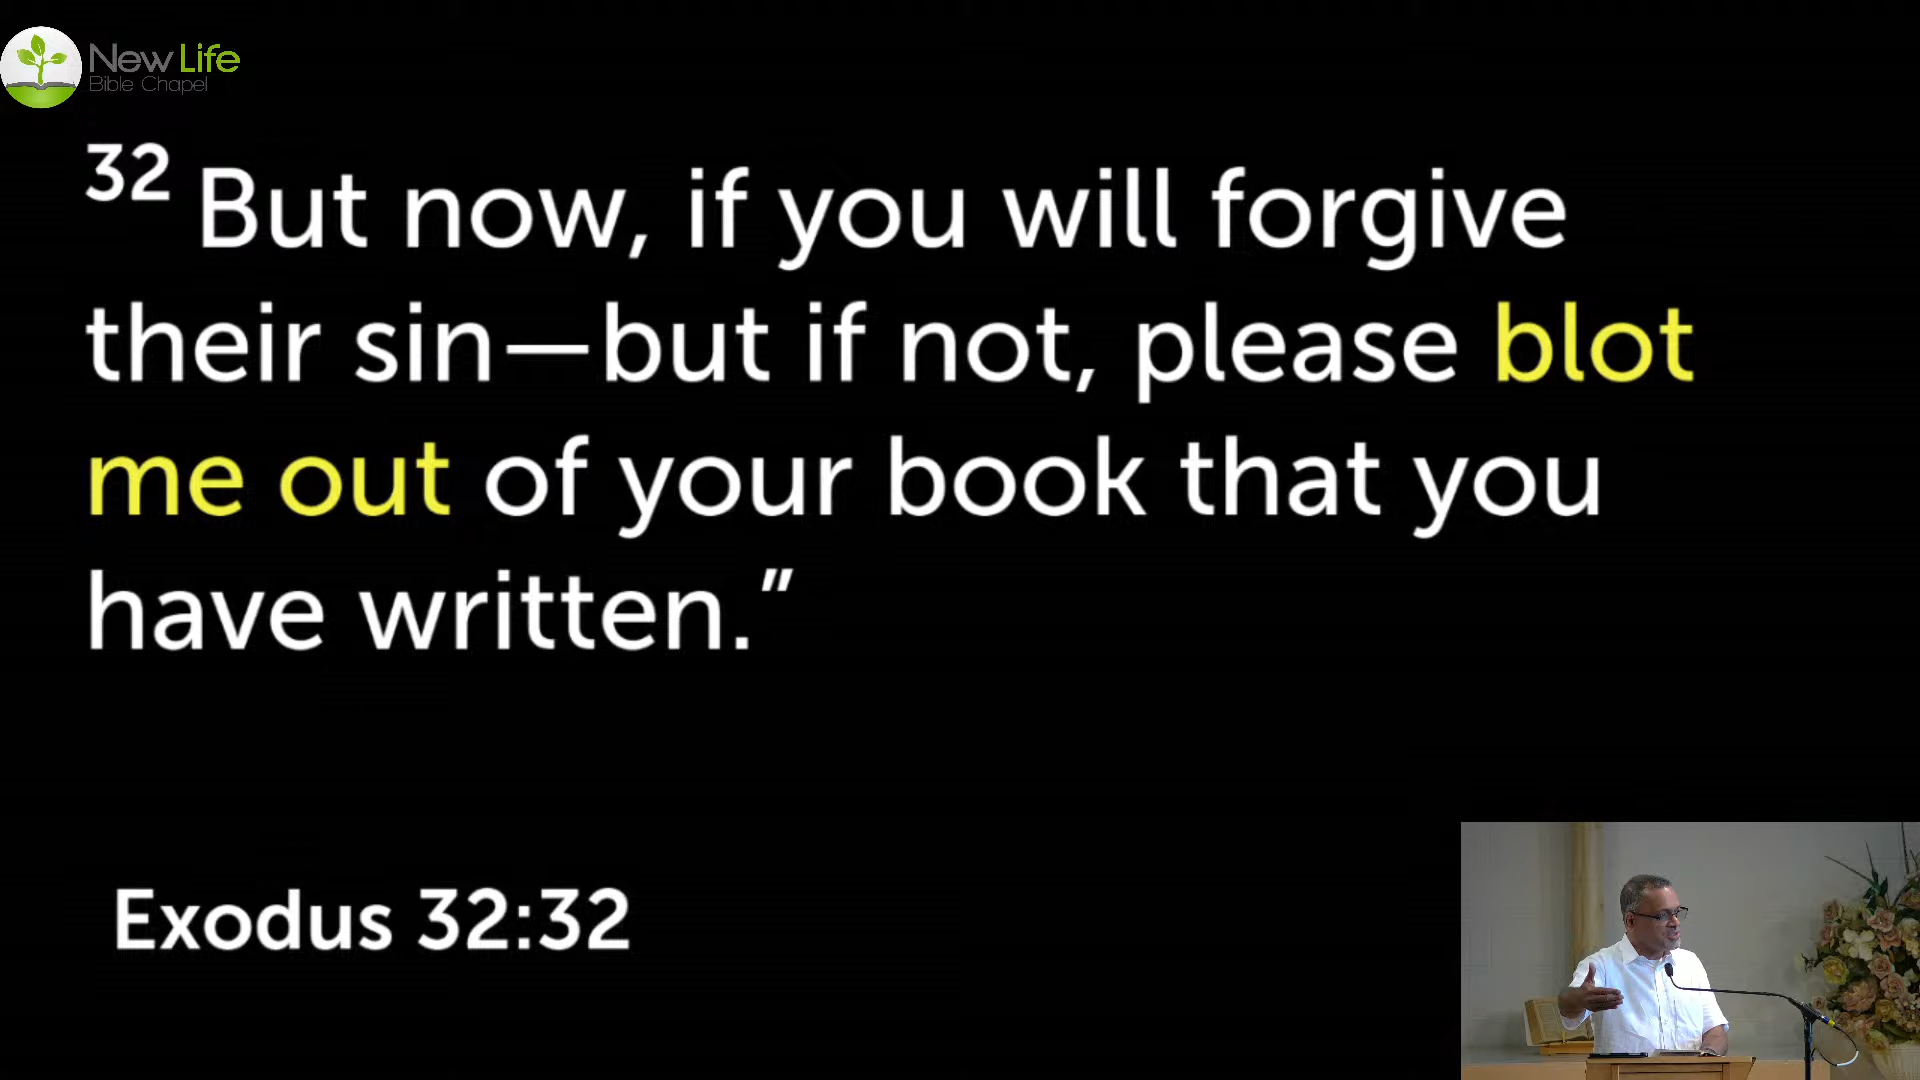 New Life
Bible Chapel
32 But now, if you will forgive
their sin—but if not, please blot
me out of your book that you
have written.”
Exodus 32:32